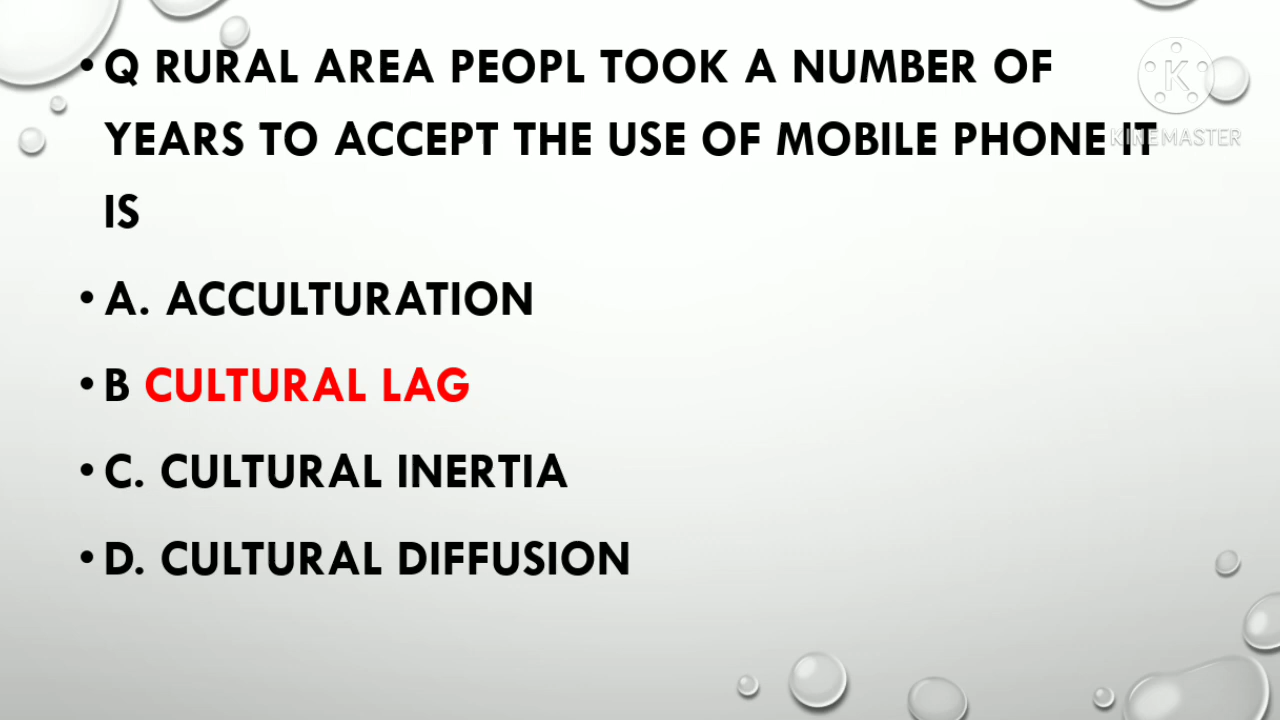 • Q RURAL AREA PEOPL TOOK A NUMBER OF
YEARS TO ACCEPT THE USE OF MOBILE PHONE IT
IS
• A. ACCULTURATION
• B CULTURAL LAG
• C. CULTURAL INERTIA
• D. CULTURAL DIFFUSION
K
KINEMASTER